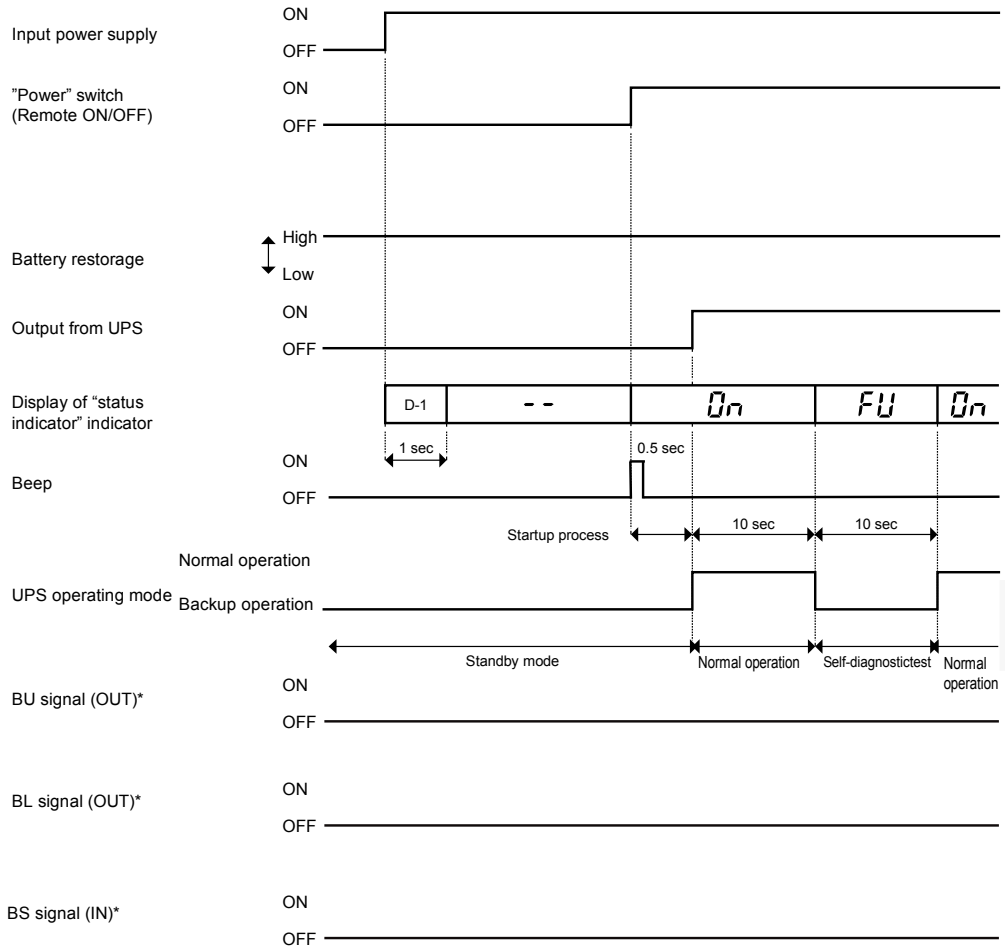 ON
Input power supply
OFF
ON
”Power” switch
(Remote ON/OFF)
OFF
High
Battery restorage
Low
ON
Output from UPS
OFF
Display of “status
indicator” indicator
D-1
- -
On
FU
On
1 sec
0.5 sec
ON
Beep
OFF
Startup process
10 sec
10 sec
Normal operation
UPS operating mode
Backup operation
Standby mode
Normal operation
Self-diagnostictest
Normal
operation
ON
BU signal (OUT)*
OFF
ON
BL signal (OUT)*
OFF
ON
BS signal (IN)*
OFF